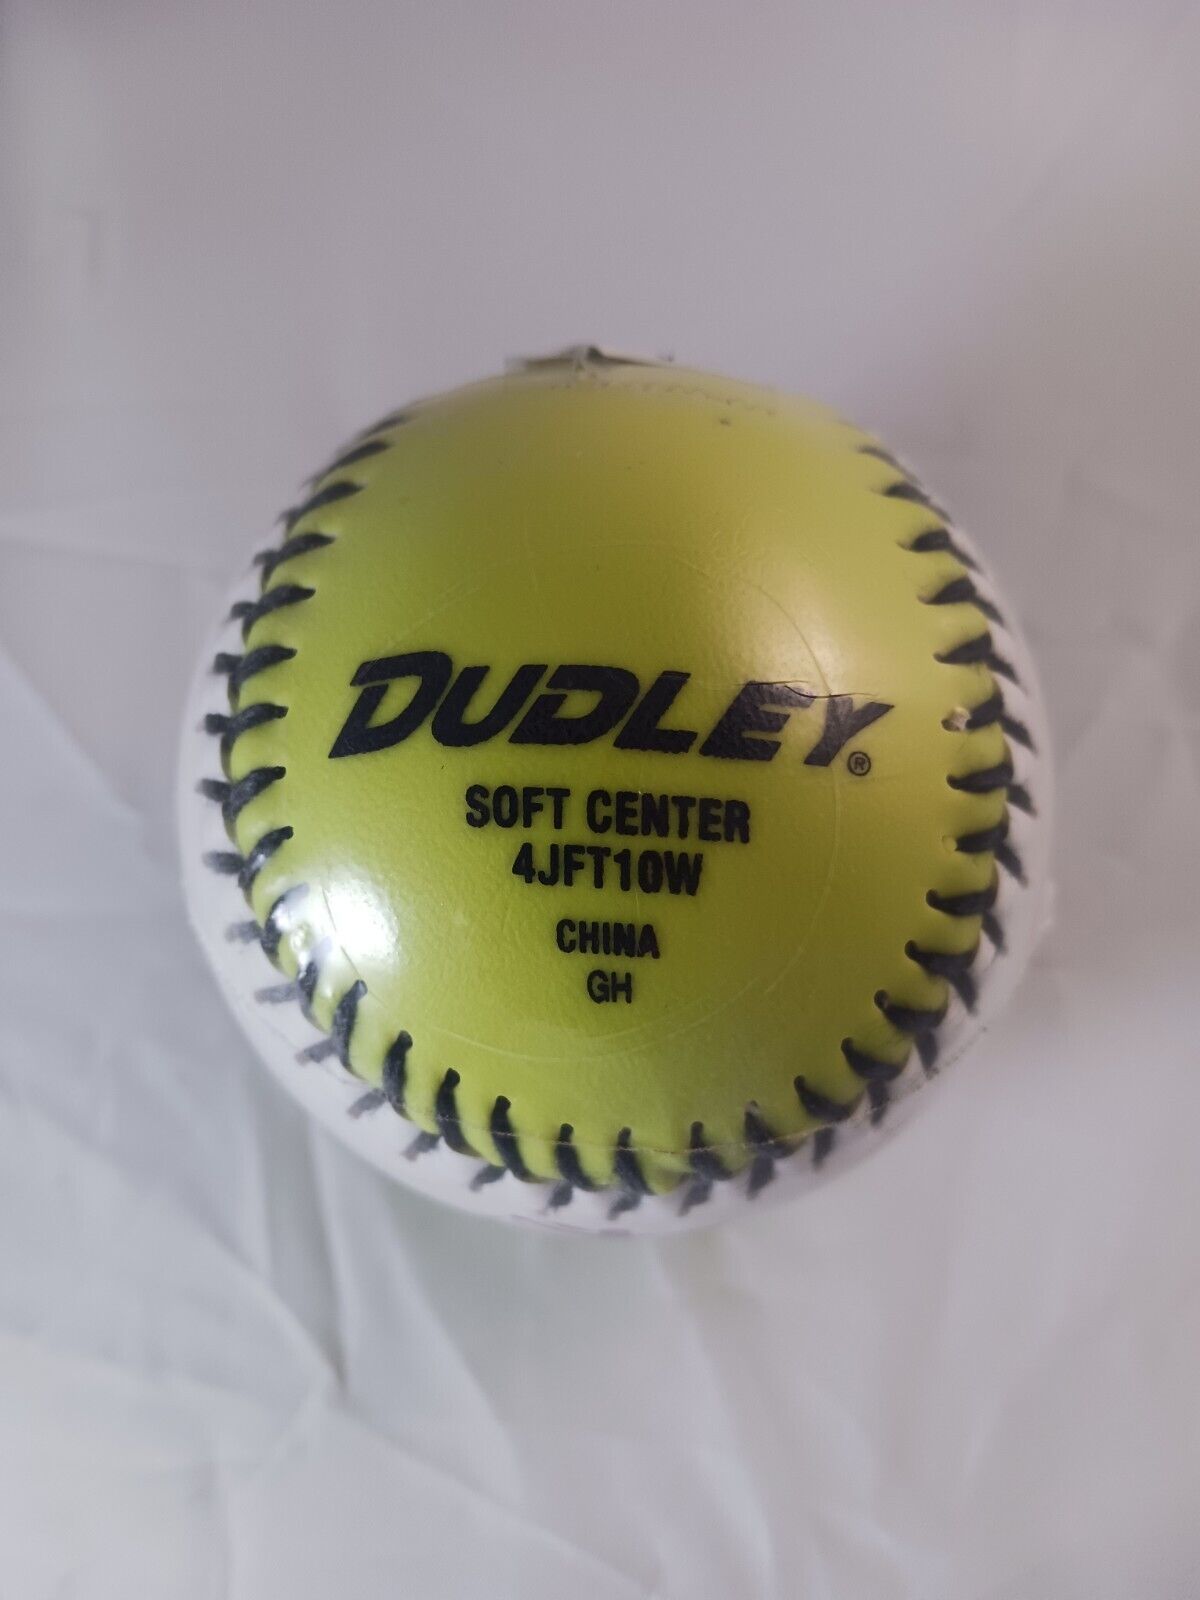 DUDLEY®
SOFT CENTER
4JFT10W
CHINA
GH